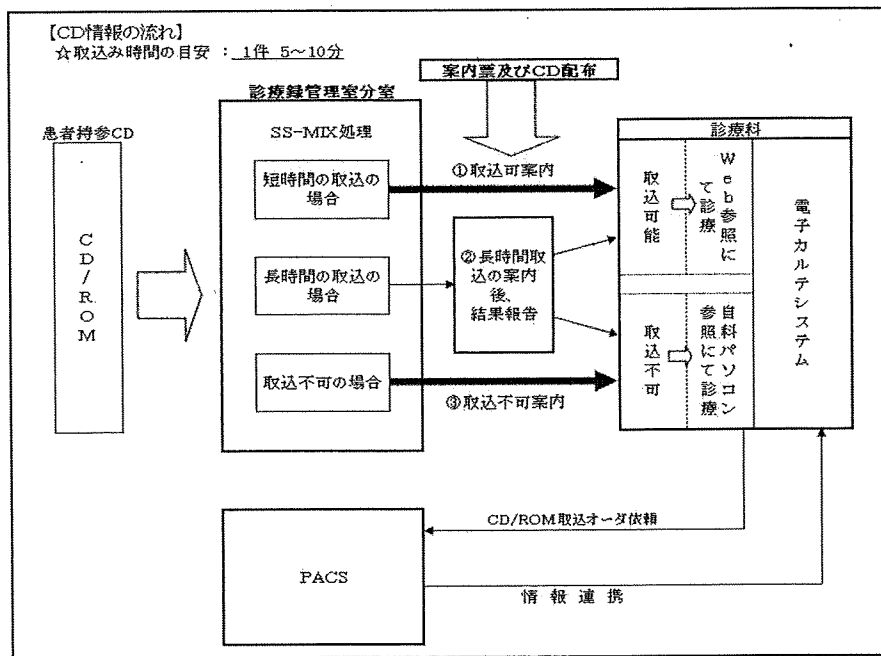 【CD情報の流れ】
☆取込み時間の目安 ： 1件 5～10分
案内票及びCD配布
診療録管理室分室
SS-MIX処理
患者持参CD
CD/ROM
短時間の取込の
場合
長時間の取込の
場合
取込不可の場合
①取込可案内
②長時間取
込の案内
後、
結果報告
③取込不可案内
診療科
取込可能
Web参照に
て診療
取込不可
自科パソコン
参照にて診療
電子カルテシステム
CD/ROM取込オーダ依頼
PACS
情報連携